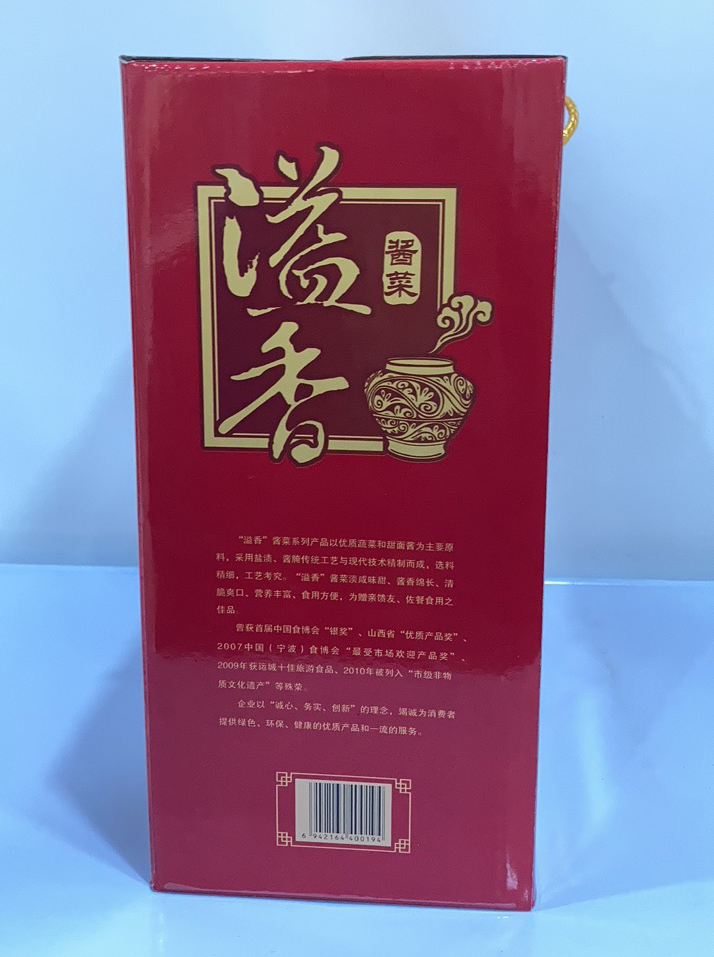 溢香
酱菜
“溢香”酱菜系列产品以优质蔬菜和甜面酱为主要原
料，采用盐渍、酱腌传统工艺与现代技术精制而成，选料
精细，工艺考究。“溢香”酱菜淡咸味甜、酱香绵长、清
脆爽口、营养丰富、食用方便，为赠亲馈友、佐餐食用之
佳品。
曾获首届中国食博会“银奖”、山西省“优质产品奖”、
2007中国（宁波）食博会“最受市场欢迎产品奖”、
2009年获运城十佳旅游食品、2010年被列入“市级非物
质文化遗产”等殊荣。
企业以“诚心、务实、创新”的理念，竭诚为消费者
提供绿色、环保、健康的优质产品和一流的服务。
6 942164 400194